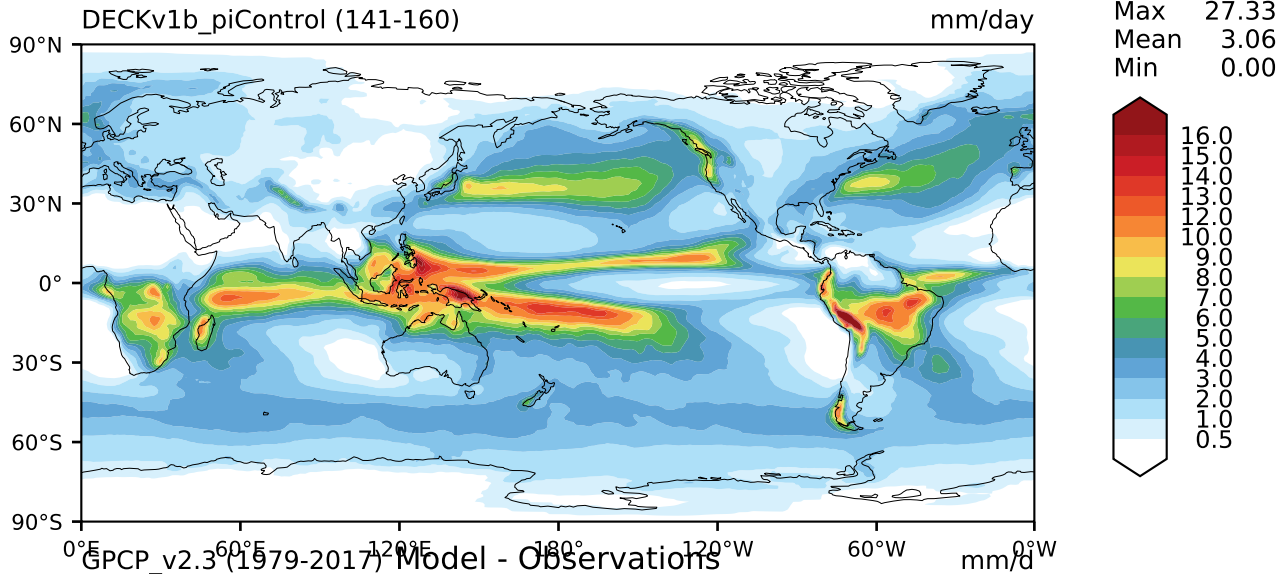 DECKv1b_piControl (141-160) mm/day
Max 27.33
Mean 3.06
Min 0.00
90°N
60°N
30°N
0°
30°S
60°S
90°S
16.0
15.0
14.0
13.0
12.0
10.0
9.0
8.0
7.0
6.0
5.0
4.0
3.0
2.0
1.0
0.5
0°E 60°E 120°E 180° 120°W 60°W 0°W
GPCP_v2.3 (1979-2017) Model - Observations mm/d